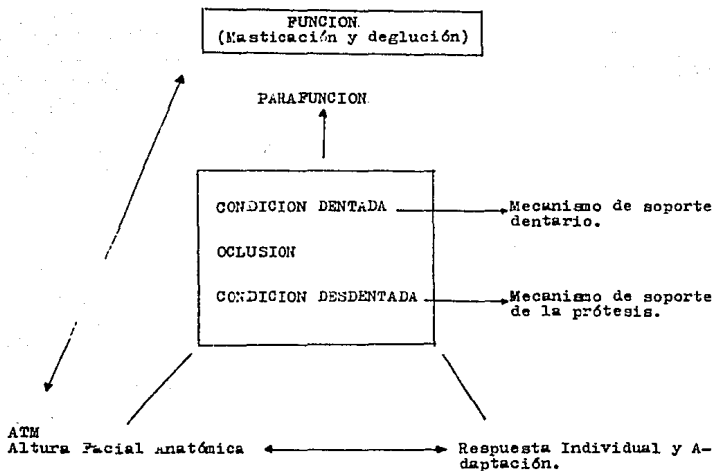 FUNCION.
(Masticación y deglución)
PARAFUNCION.
CONDICION DENTADA
Mecanismo de soporte
dentario.
OCLUSION
CONDICION DESDENTADA
Mecanismo de soporte
de la prótesis.
ATM
Altura Facial Anatómica
Respuesta Individual y A-
daptación.